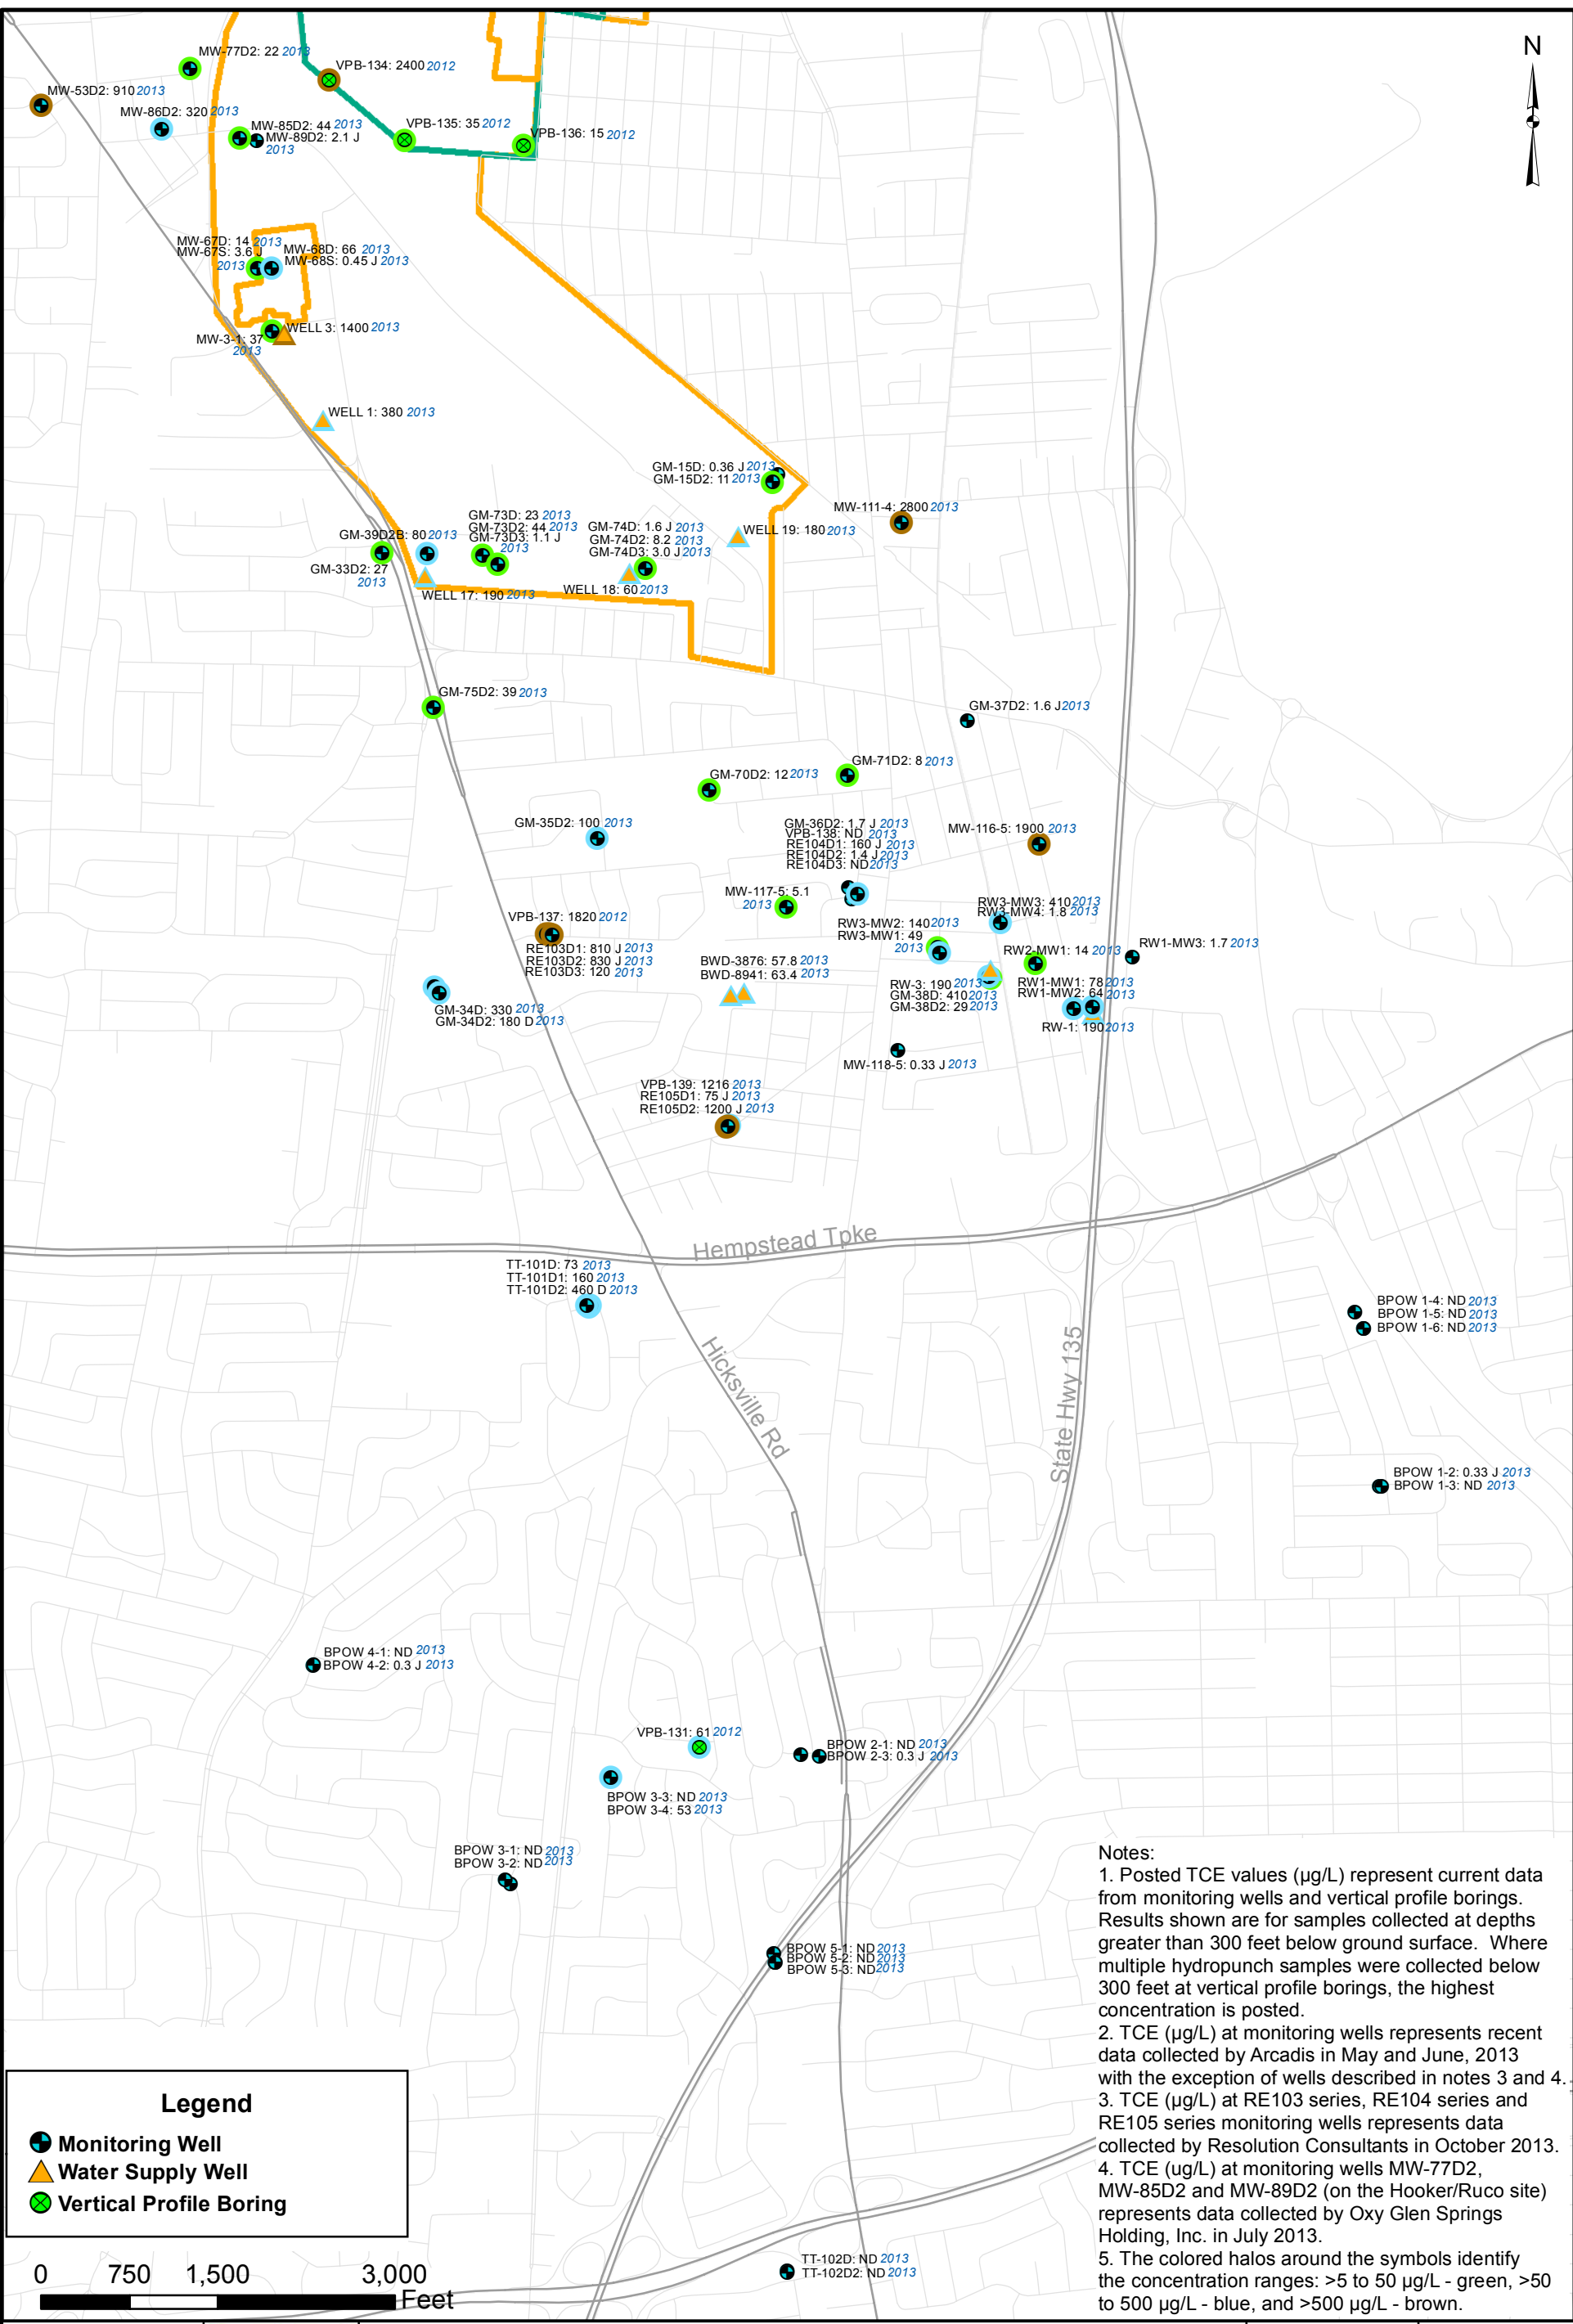 N
MW-77D2: 22 2013
VPB-134: 2400 2012
MW-53D2: 910 2013
MW-86D2: 320 2013
MW-85D2: 44 2013
MW-89D2: 2.1 J
2013
VPB-135: 35 2012
VPB-136: 15 2012
MW-67D: 14 2013
MW-67S: 3.6 J
2013
MW-68D: 66 2013
MW-68S: 0.45 J 2013
WELL 3: 1400 2013
MW-3-1: 37
2013
WELL 1: 380 2013
GM-15D: 0.36 J 2013
GM-15D2: 11 2013
MW-111-4: 2800 2013
GM-73D: 23 2013
GM-73D2: 44 2013
GM-73D3: 1.1 J
2013
GM-74D: 1.6 J 2013
GM-74D2: 8.2 2013
GM-74D3: 3.0 J 2013
WELL 19: 180 2013
GM-39D2B: 80 2013
GM-33D2: 27
2013
WELL 17: 190 2013
WELL 18: 60 2013
GM-75D2: 39 2013
GM-37D2: 1.6 J 2013
GM-70D2: 12 2013
GM-71D2: 8 2013
GM-35D2: 100 2013
GM-36D2: 1.7 J 2013
VPB-138: ND 2013
RE104D1: 160 J 2013
RE104D2: 1.4 J 2013
RE104D3: ND 2013
MW-116-5: 1900 2013
MW-117-5: 5.1
2013
VPB-137: 1820 2012
RE103D1: 810 J 2013
RE103D2: 830 J 2013
RE103D3: 120 2013
RW3-MW3: 410 2013
RW3-MW4: 1.8 2013
RW3-MW2: 140 2013
RW3-MW1: 49
2013
RW2-MW1: 14 2013
RW1-MW3: 1.7 2013
BWD-3876: 57.8 2013
BWD-8941: 63.4 2013
RW-3: 190 2013
GM-38D: 410 2013
GM-38D2: 29 2013
RW1-MW1: 78 2013
RW1-MW2: 64 2013
RW-1: 190 2013
GM-34D: 330 2013
GM-34D2: 180 D 2013
MW-118-5: 0.33 J 2013
VPB-139: 1216 2013
RE105D1: 75 J 2013
RE105D2: 1200 J 2013
Hempstead Tpke
TT-101D: 73 2013
TT-101D1: 160 2013
TT-101D2: 460 D 2013
Hicksville Rd
State Hwy 135
BPOW 1-4: ND 2013
BPOW 1-5: ND 2013
BPOW 1-6: ND 2013
BPOW 1-2: 0.33 J 2013
BPOW 1-3: ND 2013
BPOW 4-1: ND 2013
BPOW 4-2: 0.3 J 2013
VPB-131: 61 2012
BPOW 2-1: ND 2013
BPOW 2-3: 0.3 J 2013
BPOW 3-3: ND 2013
BPOW 3-4: 53 2013
BPOW 3-1: ND 2013
BPOW 3-2: ND 2013
BPOW 5-1: ND 2013
BPOW 5-2: ND 2013
BPOW 5-3: ND 2013
TT-102D: ND 2013
TT-102D2: ND 2013
Notes:
1. Posted TCE values (µg/L) represent current data
from monitoring wells and vertical profile borings.
Results shown are for samples collected at depths
greater than 300 feet below ground surface. Where
multiple hydropunch samples were collected below
300 feet at vertical profile borings, the highest
concentration is posted.
2. TCE (µg/L) at monitoring wells represents recent
data collected by Arcadis in May and June, 2013
with the exception of wells described in notes 3 and 4.
3. TCE (µg/L) at RE103 series, RE104 series and
RE105 series monitoring wells represents data
collected by Resolution Consultants in October 2013.
4. TCE (ug/L) at monitoring wells MW-77D2,
MW-85D2 and MW-89D2 (on the Hooker/Ruco site)
represents data collected by Oxy Glen Springs
Holding, Inc. in July 2013.
5. The colored halos around the symbols identify
the concentration ranges: >5 to 50 µg/L - green, >50
to 500 µg/L - blue, and >500 µg/L - brown.
Legend
Monitoring Well
Water Supply Well
Vertical Profile Boring
0 750 1,500 3,000
Feet